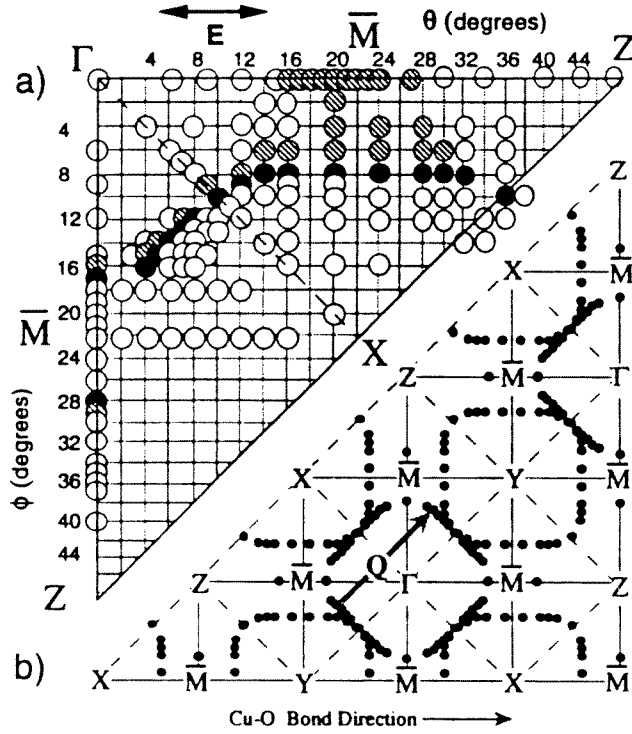 E
a)
Γ
M̅
θ (degrees)
Z
4 8 12 16 20 24 28 32 36 40 44
4
8
12
16
20
24
28
32
36
40
44
M̅
ϕ (degrees)
Z
X
Z
X M̅
Z M̅ Γ
X M̅ Y M̅
Q
Z M̅ Γ M̅ Z
b)
X M̅ Y M̅ X M̅
Cu-O Bond Direction